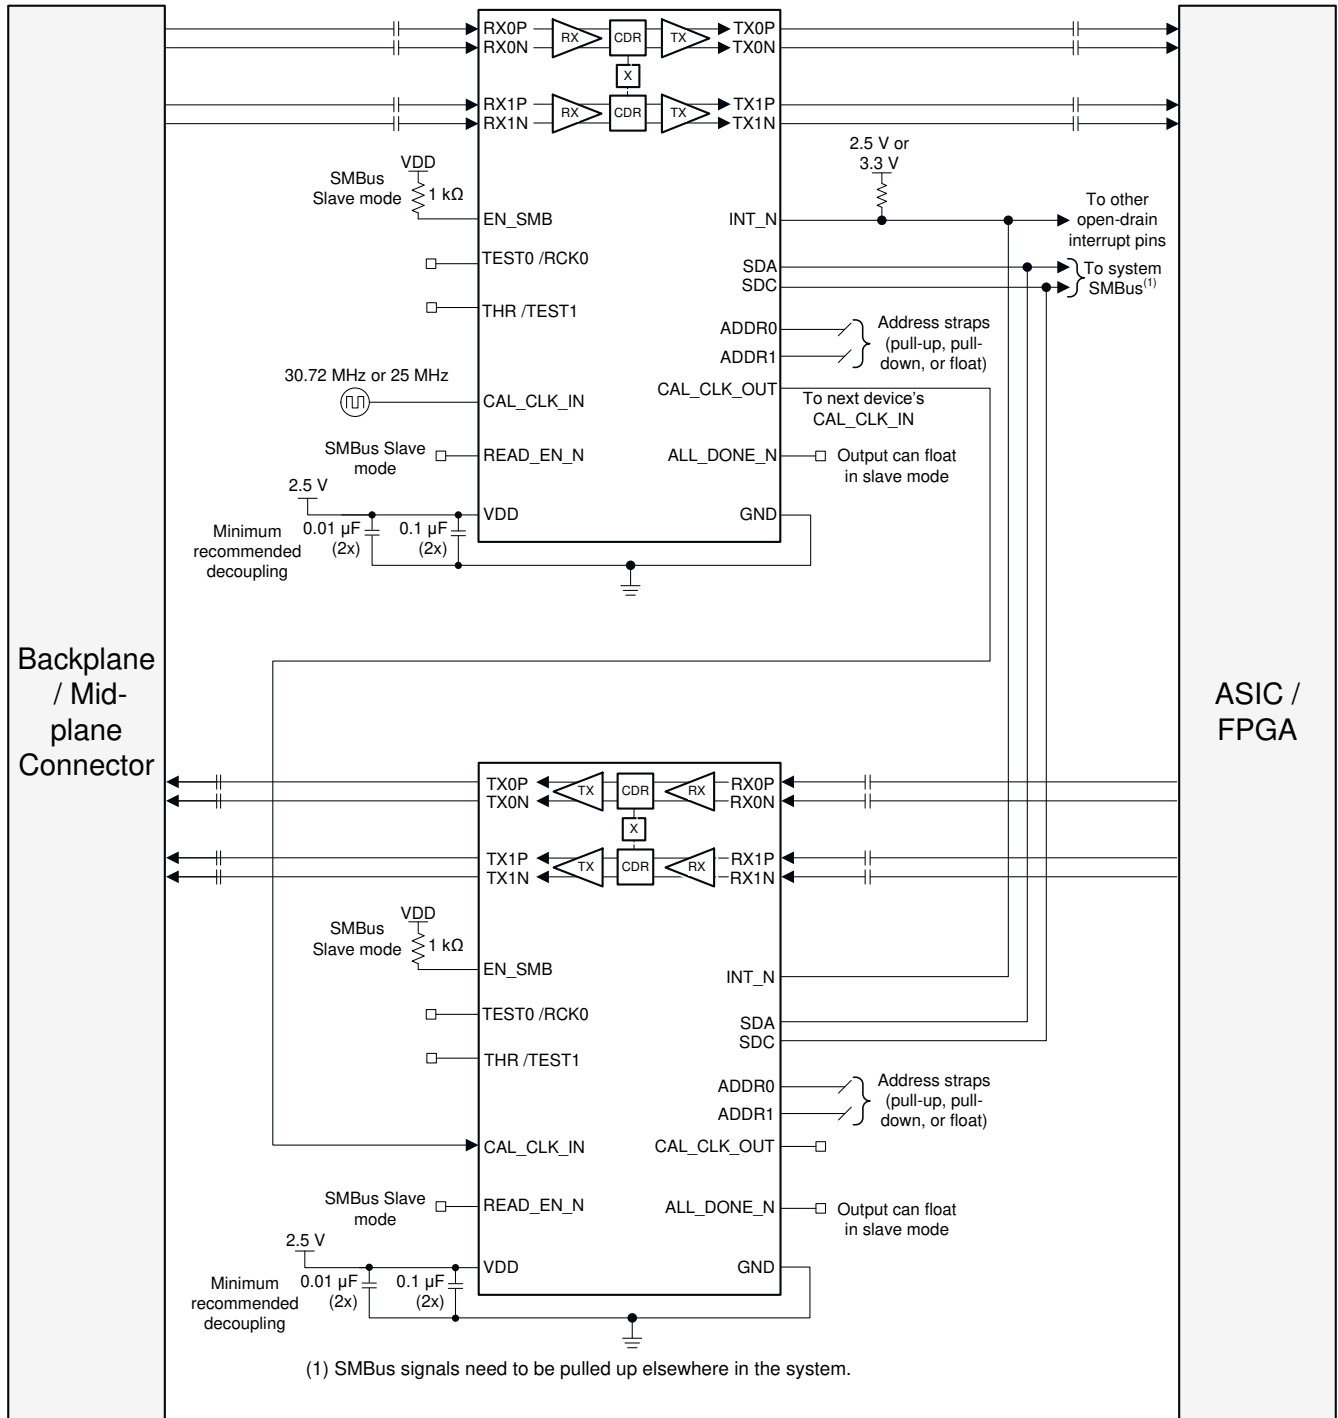 Backplane
/ Mid-
plane
Connector
ASIC /
FPGA
RX0P
RX0N
RX
CDR
TX
TX0P
TX0N
X
RX1P
RX1N
RX
CDR
TX
TX1P
TX1N
VDD
SMBus
Slave mode
1 kΩ
EN_SMB
TEST0 /RCK0
THR /TEST1
30.72 MHz or 25 MHz
CAL_CLK_IN
SMBus Slave
mode
READ_EN_N
2.5 V
VDD
Minimum
recommended
decoupling
0.01 µF
(2x)
0.1 µF
(2x)
2.5 V or
3.3 V
INT_N
To other
open-drain
interrupt pins
SDA
SDC
To system
SMBus(1)
ADDR0
ADDR1
Address straps
(pull-up, pull-
down, or float)
CAL_CLK_OUT
To next device's
CAL_CLK_IN
ALL_DONE_N
Output can float
in slave mode
GND
TX0P
TX0N
TX
CDR
RX
RX0P
RX0N
X
TX1P
TX1N
TX
CDR
RX
RX1P
RX1N
VDD
SMBus
Slave mode
1 kΩ
EN_SMB
TEST0 /RCK0
THR /TEST1
CAL_CLK_IN
SMBus Slave
mode
READ_EN_N
2.5 V
VDD
Minimum
recommended
decoupling
0.01 µF
(2x)
0.1 µF
(2x)
INT_N
SDA
SDC
ADDR0
ADDR1
Address straps
(pull-up, pull-
down, or float)
CAL_CLK_OUT
ALL_DONE_N
Output can float
in slave mode
GND
(1) SMBus signals need to be pulled up elsewhere in the system.